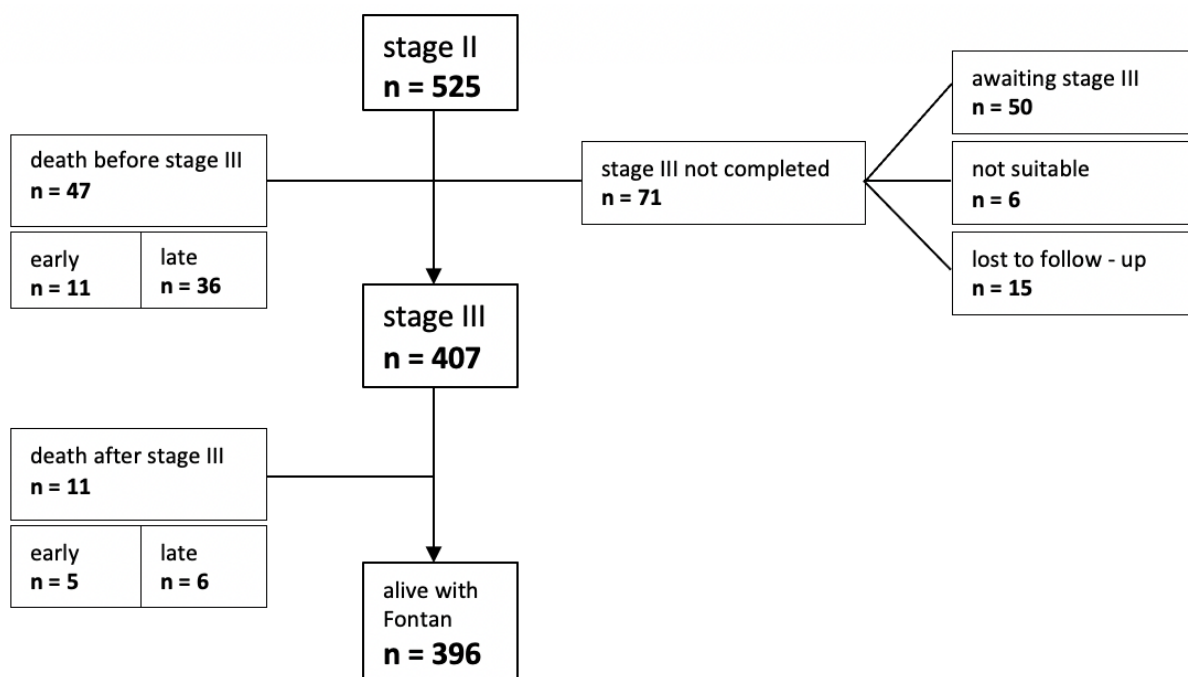 stage II
n = 525
death before stage III
n = 47
early
n = 11
late
n = 36
stage III not completed
n = 71
awaiting stage III
n = 50
not suitable
n = 6
lost to follow - up
n = 15
stage III
n = 407
death after stage III
n = 11
early
n = 5
late
n = 6
alive with
Fontan
n = 396